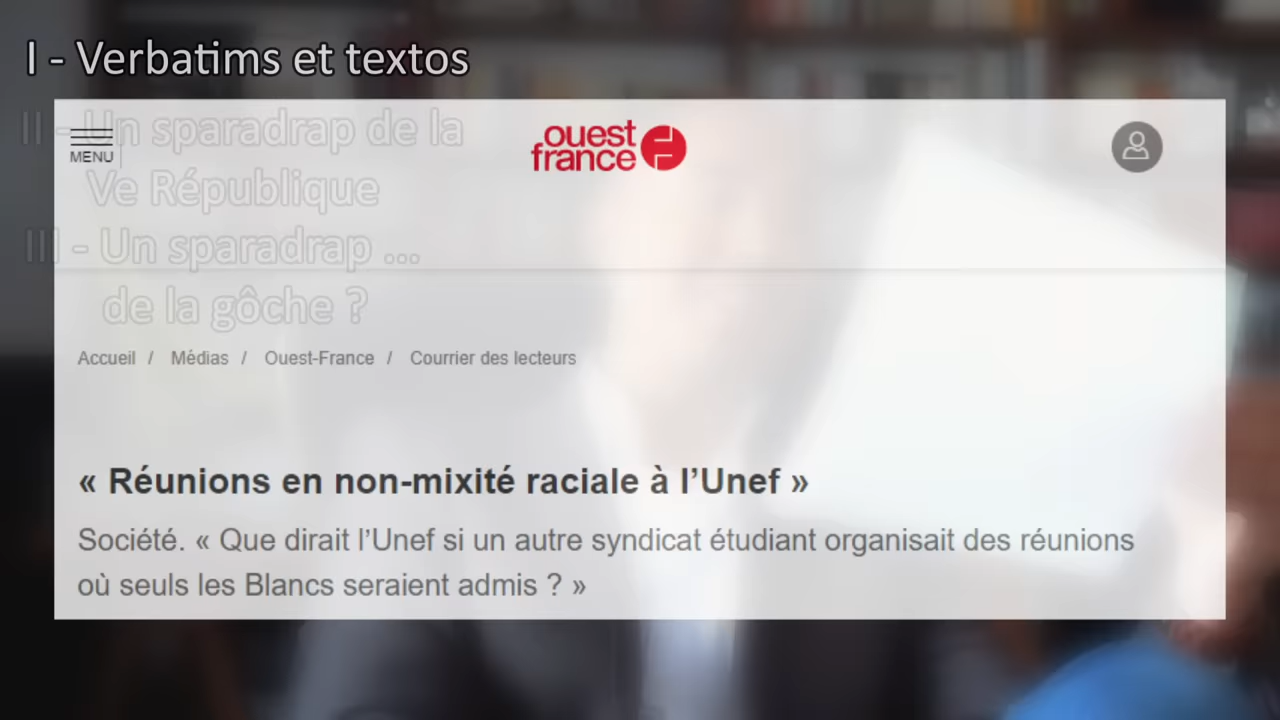 I - Verbatims et textos
II - Un sparadrap de la
Ve République
III - Un sparadrap ...
de la gôche ?
MENU
ouest
france
Accueil / Médias / Ouest-France / Courrier des lecteurs
« Réunions en non-mixité raciale à l’Unef »
Société. « Que dirait l’Unef si un autre syndicat étudiant organisait des réunions
où seuls les Blancs seraient admis ? »